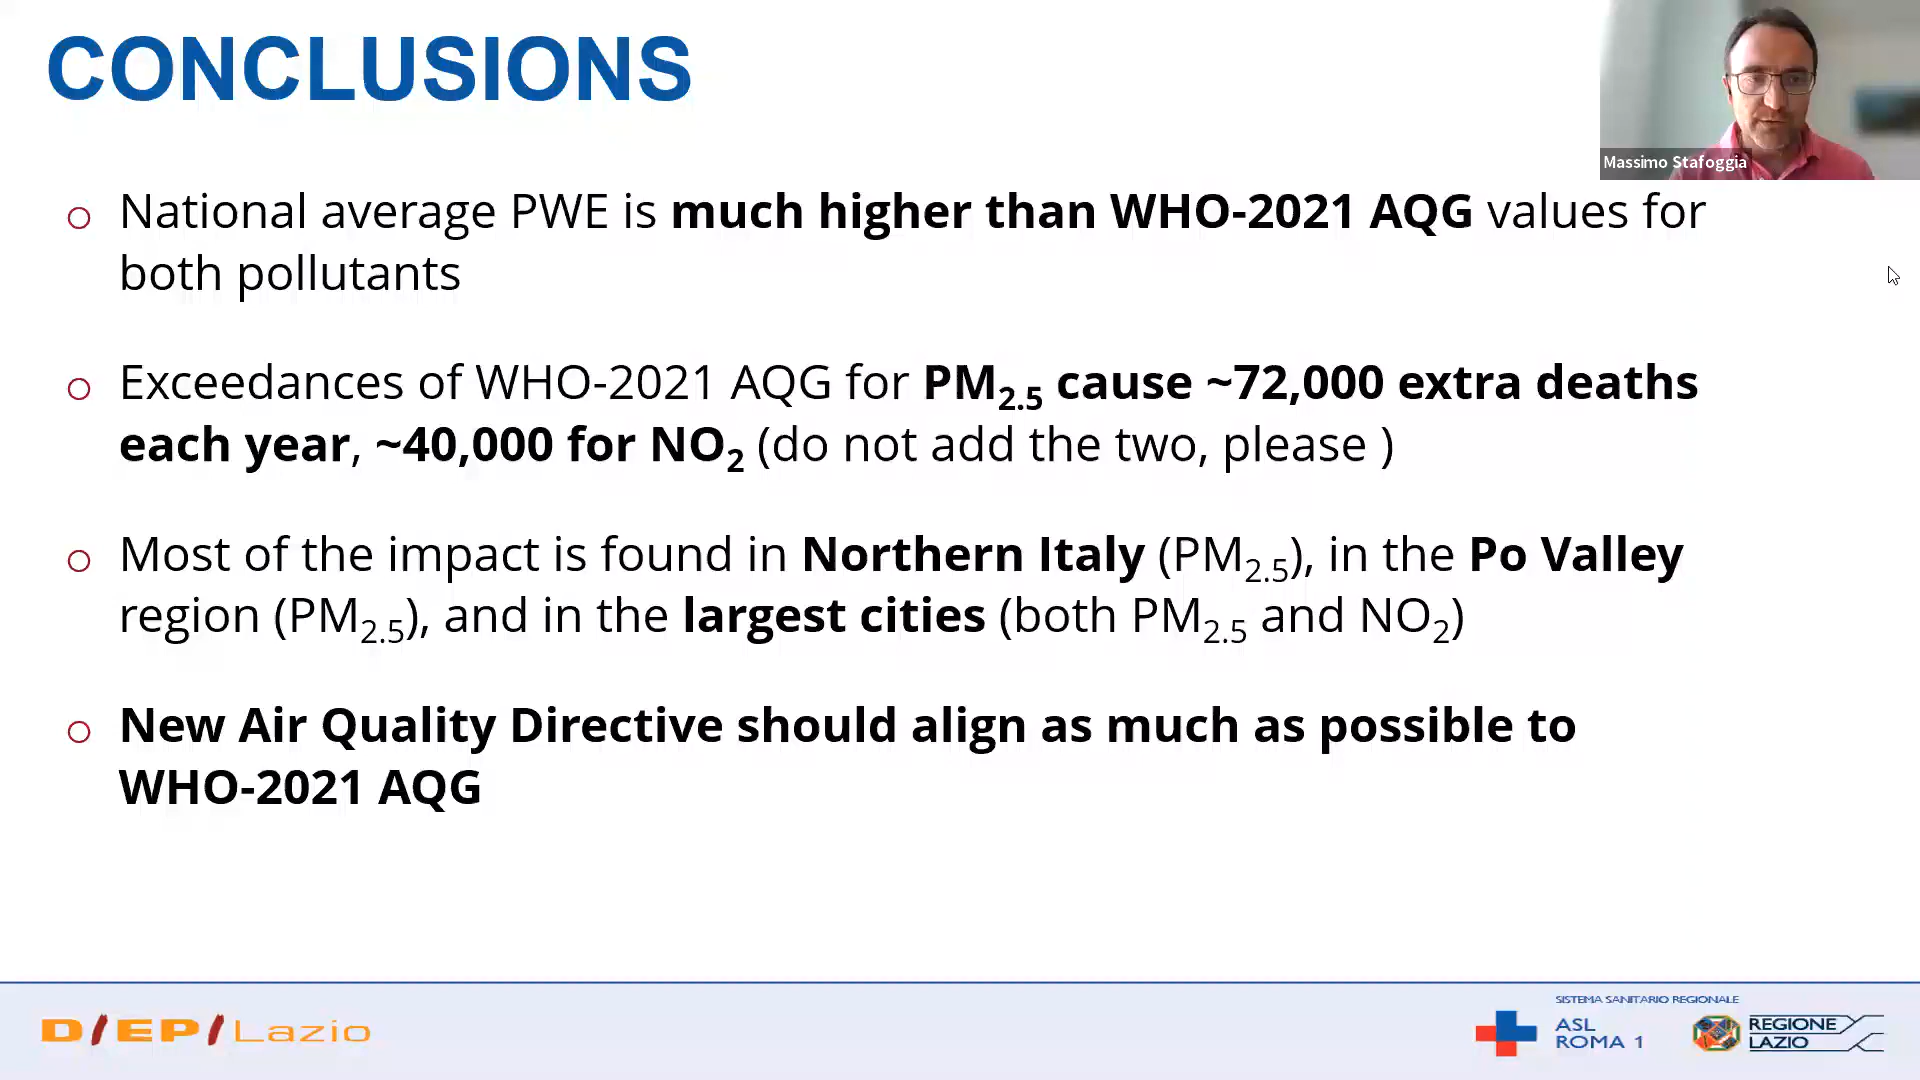 CONCLUSIONS
Massimo Stafoggia
○ National average PWE is much higher than WHO-2021 AQG values for
both pollutants
○ Exceedances of WHO-2021 AQG for PM2.5 cause ~72,000 extra deaths
each year, ~40,000 for NO2 (do not add the two, please )
○ Most of the impact is found in Northern Italy (PM2.5), in the Po Valley
region (PM2.5), and in the largest cities (both PM2.5 and NO2)
○ New Air Quality Directive should align as much as possible to
WHO-2021 AQG
D/EP/Lazio
SISTEMA SANITARIO REGIONALE
ASL
ROMA 1
REGIONE
LAZIO